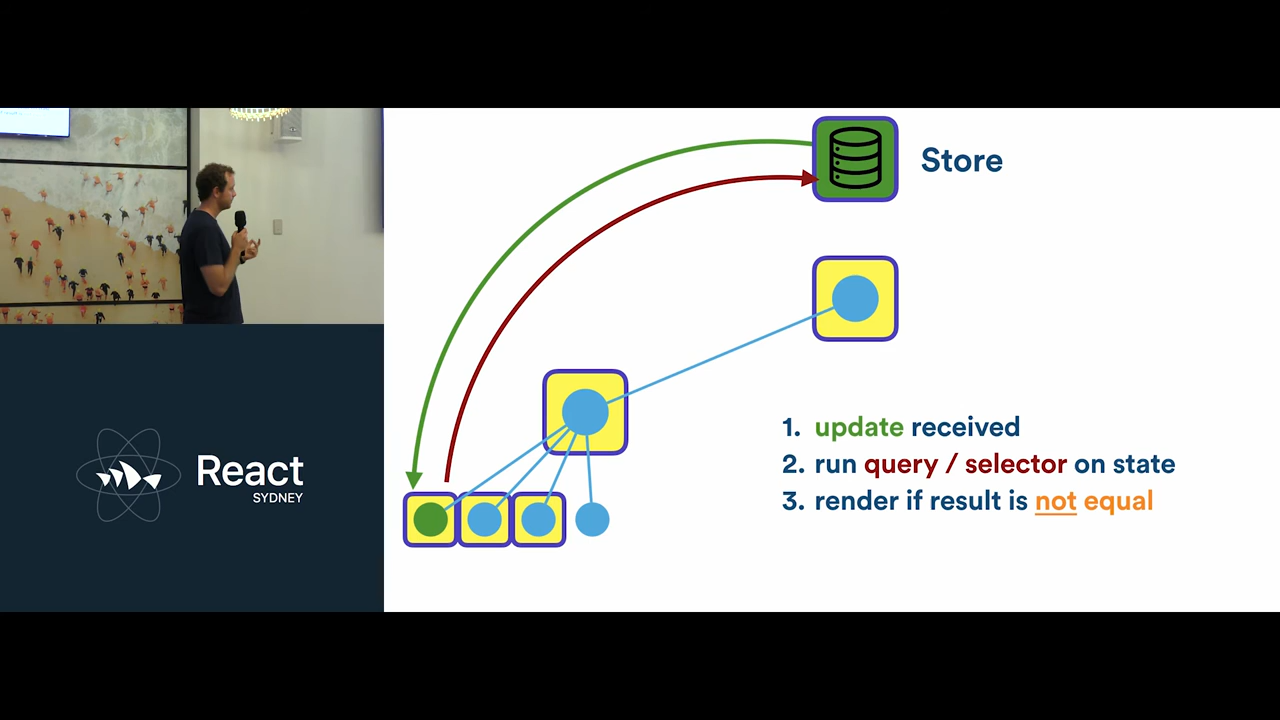 Store
1. update received
2. run query / selector on state
3. render if result is not equal
React
SYDNEY